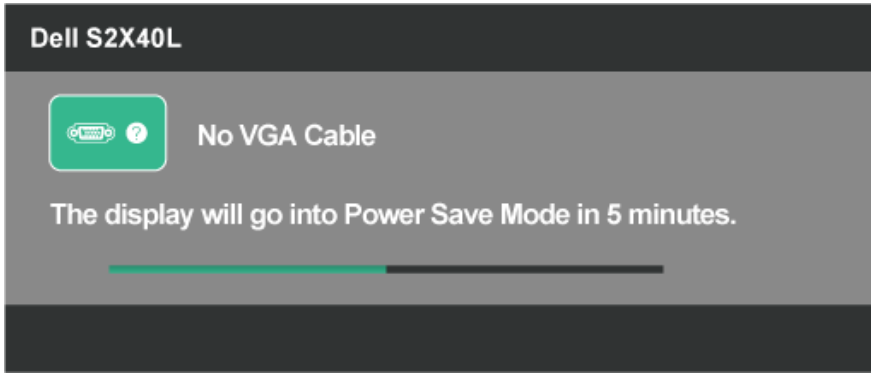 Dell S2X40L
No VGA Cable
The display will go into Power Save Mode in 5 minutes.